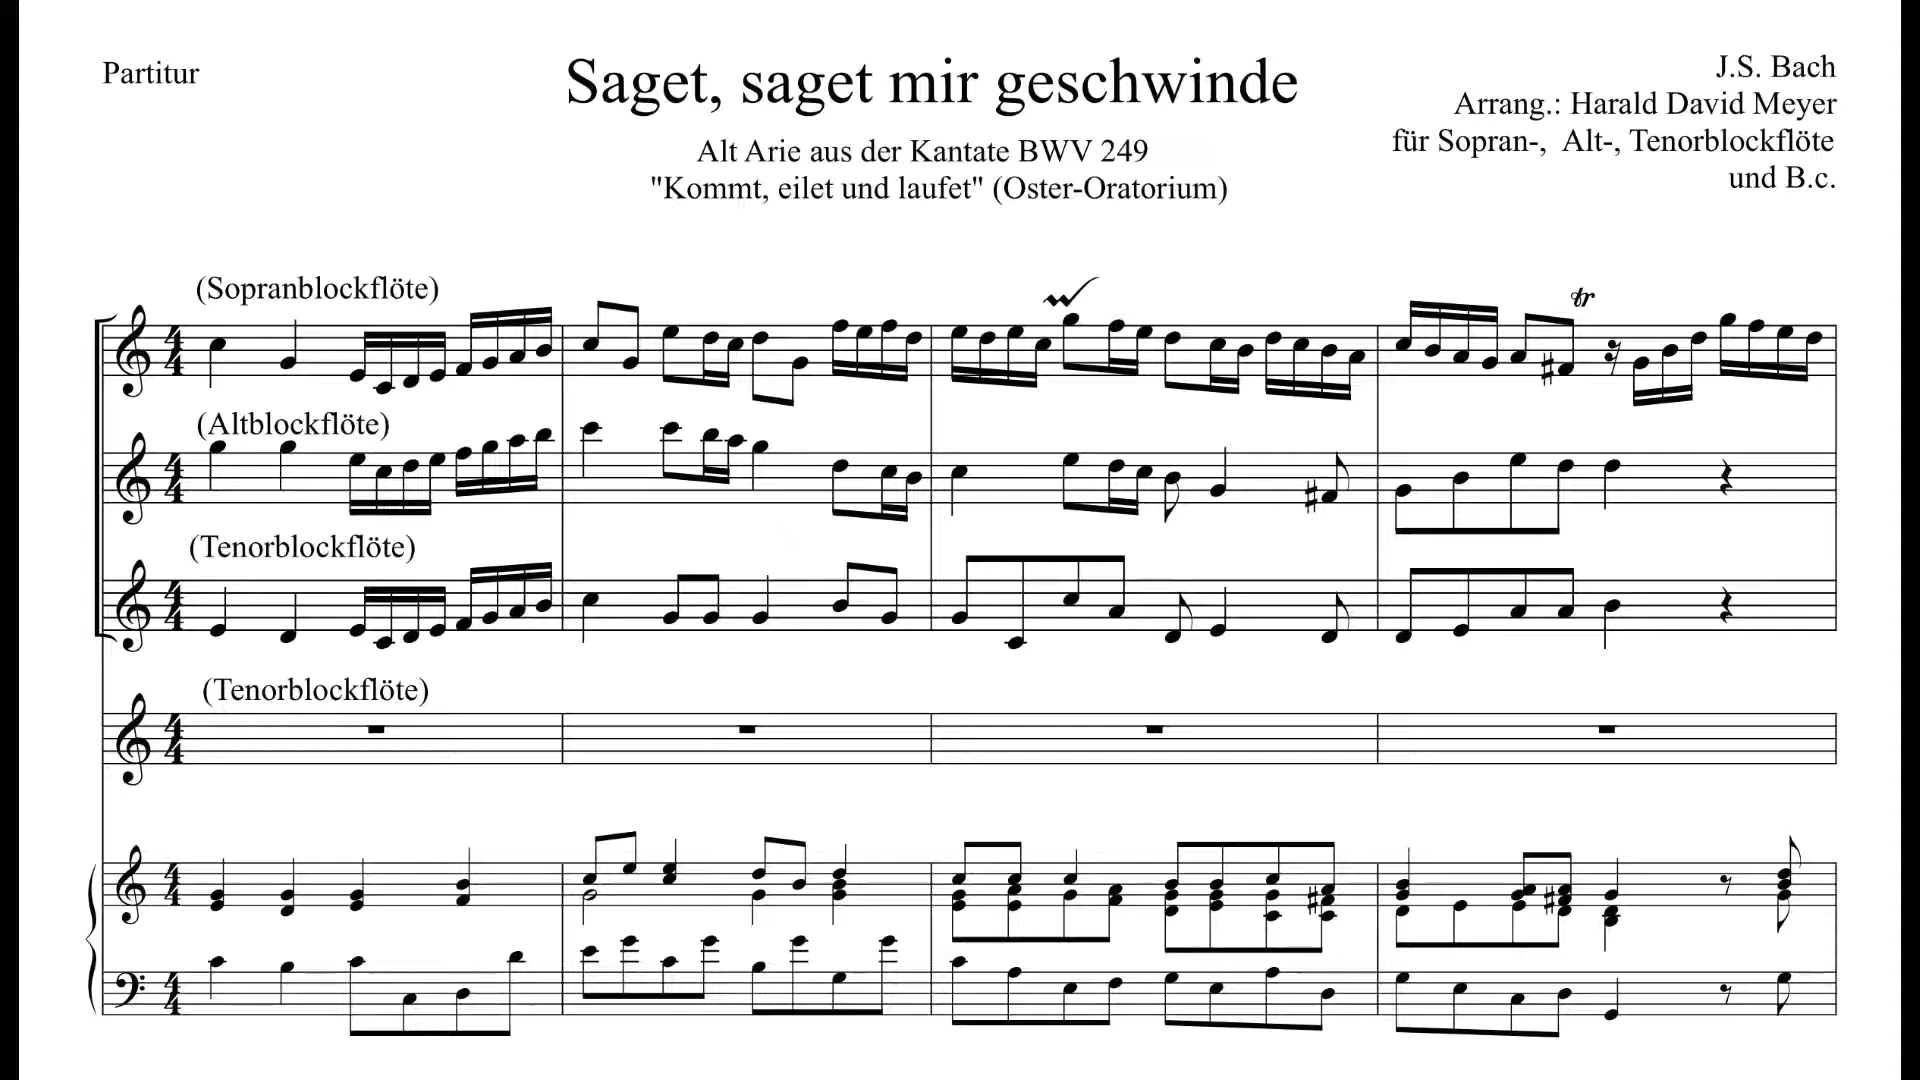 Partitur
Saget, saget mir geschwinde
Alt Arie aus der Kantate BWV 249
"Kommt, eilet und laufet" (Oster-Oratorium)
J.S. Bach
Arrang.: Harald David Meyer
für Sopran-, Alt-, Tenorblockflöte
und B.c.
(Sopranblockflöte)
(Altblockflöte)
(Tenorblockflöte)
(Tenorblockflöte)